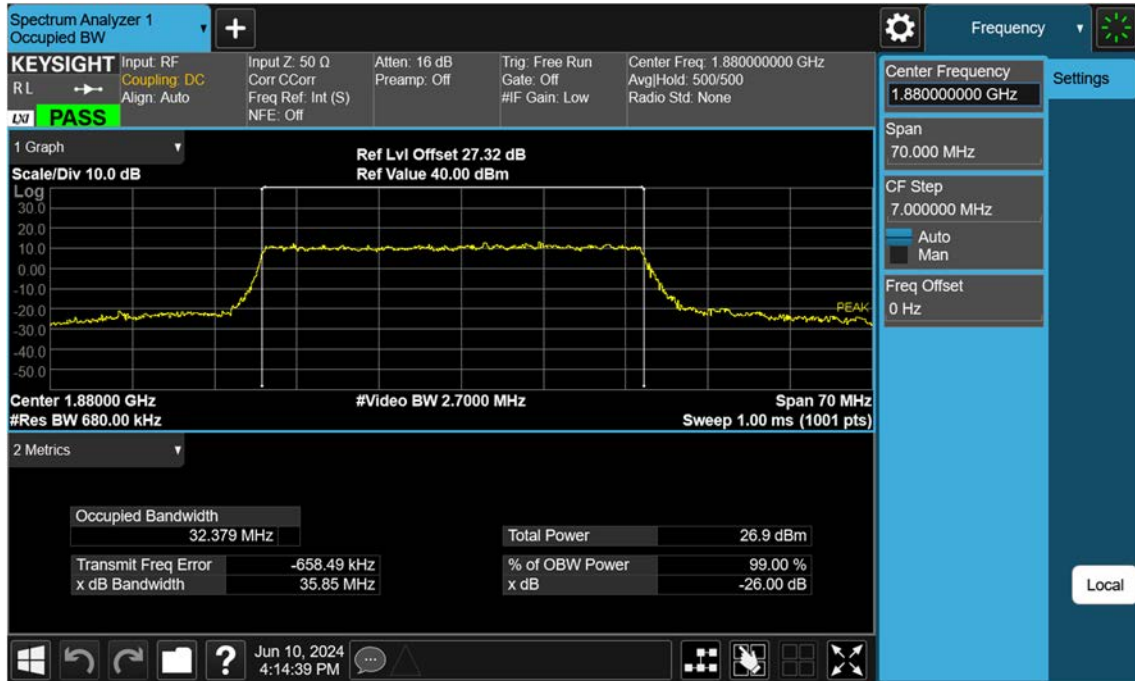 Spectrum Analyzer 1
Occupied BW
+
Frequency
KEYSIGHT
RL
LXI
PASS
Input: RF
Coupling: DC
Align: Auto
Input Z: 50 Ω
Corr CCorr
Freq Ref: Int (S)
NFE: Off
Atten: 16 dB
Preamp: Off
Trig: Free Run
Gate: Off
#IF Gain: Low
Center Freq: 1.880000000 GHz
Avg|Hold: 500/500
Radio Std: None
Center Frequency
1.880000000 GHz
Settings
Span
70.000 MHz
CF Step
7.000000 MHz
Auto
Man
Freq Offset
0 Hz
Local
1 Graph
Scale/Div 10.0 dB
Ref Lvl Offset 27.32 dB
Ref Value 40.00 dBm
Log
30.0
20.0
10.0
0.00
-10.0
-20.0
-30.0
-40.0
-50.0
PEAK
Center 1.88000 GHz
#Video BW 2.7000 MHz
Span 70 MHz
#Res BW 680.00 kHz
Sweep 1.00 ms (1001 pts)
2 Metrics
Occupied Bandwidth
32.379 MHz
Total Power 26.9 dBm
Transmit Freq Error -658.49 kHz
% of OBW Power 99.00 %
x dB Bandwidth 35.85 MHz
x dB -26.00 dB
?
Jun 10, 2024
4:14:39 PM